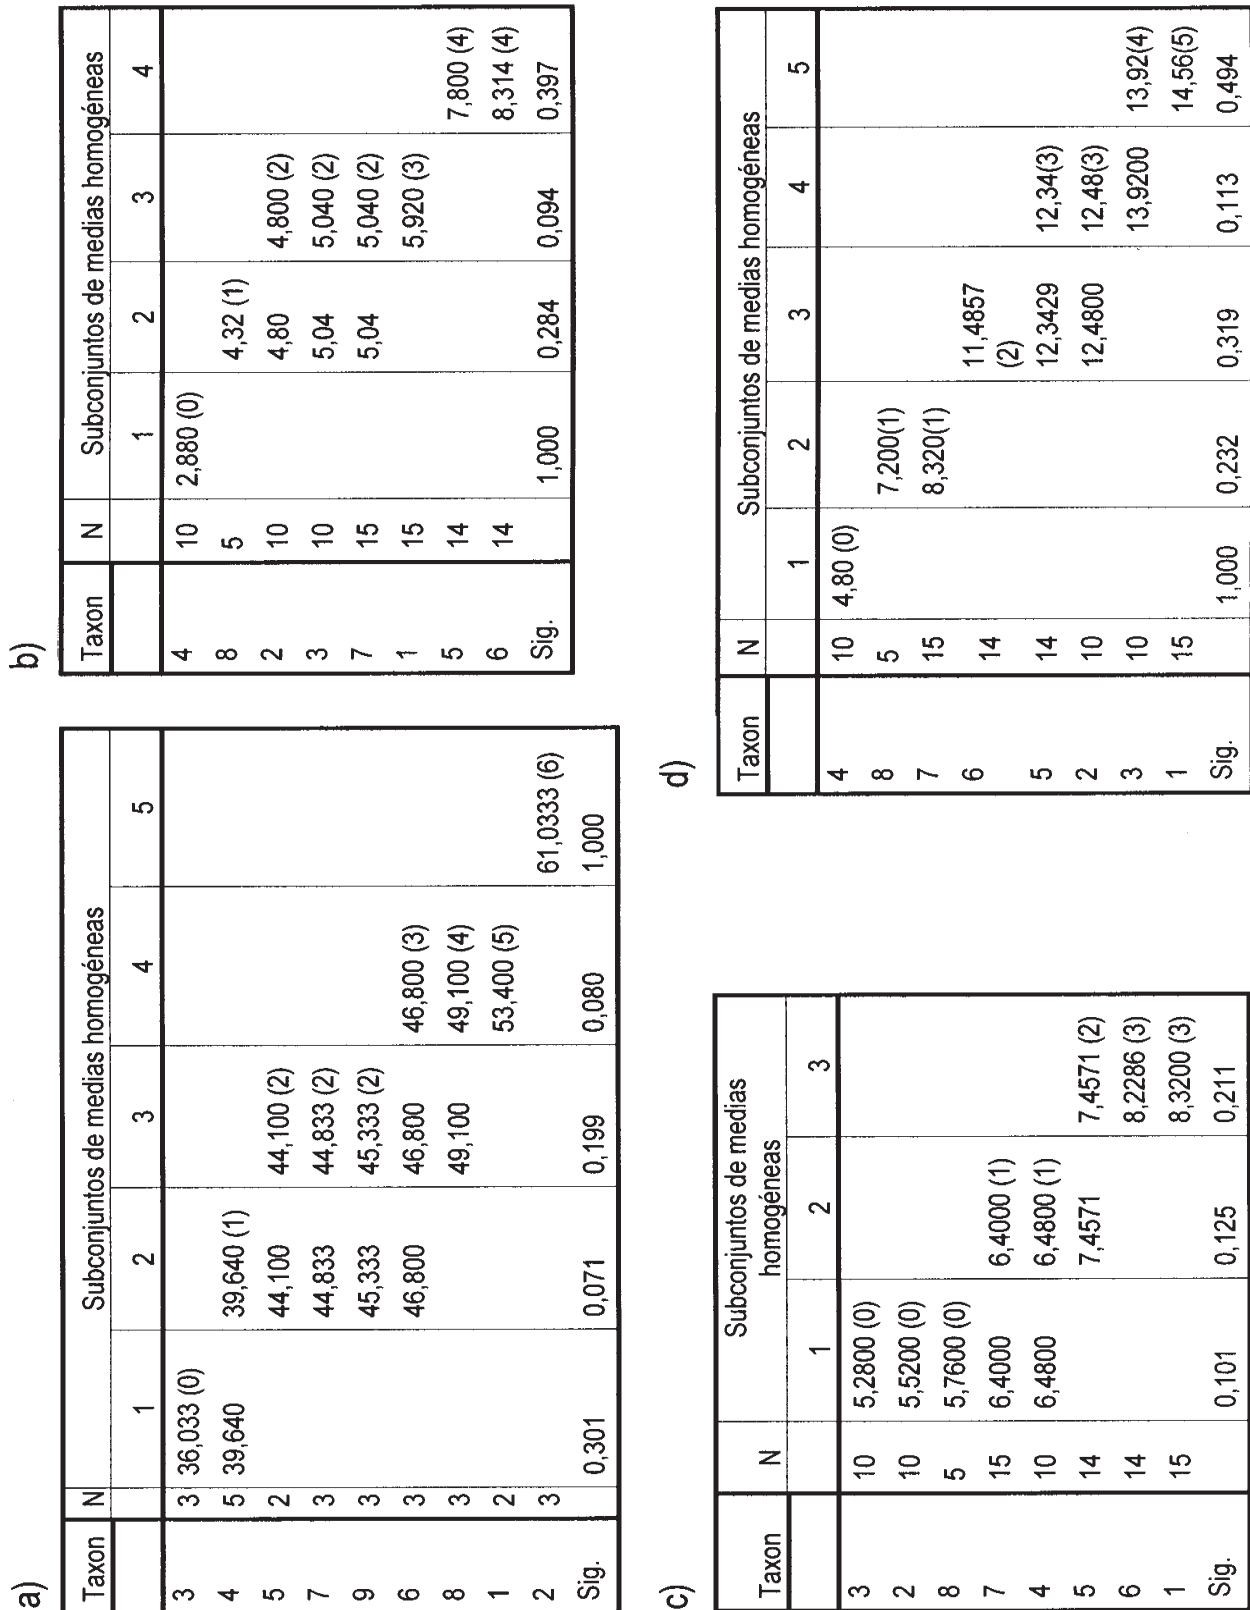 a)
Taxon N Subconjuntos de medias homogéneas
1 2 3 4 5
3 3 36,033 (0)
4 5 39,640 39,640 (1)
5 2 44,100 44,100 (2)
7 3 44,833 44,833 (2)
9 3 45,333 45,333 (2)
6 3 46,800 46,800 46,800 (3)
8 3 49,100 49,100 (4)
1 2 53,400 (5)
2 3 61,0333 (6)
Sig. 0,301 0,071 0,199 0,080 1,000
b)
Taxon N Subconjuntos de medias homogéneas
1 2 3 4
4 10 2,880 (0)
8 5 4,32 (1)
2 10 4,80 4,800 (2)
3 10 5,04 5,040 (2)
7 15 5,04 5,040 (2)
1 15 5,920 (3)
5 14 7,800 (4)
6 14 8,314 (4)
Sig. 1,000 0,284 0,094 0,397
c)
Taxon N Subconjuntos de medias
homogéneas
1 2 3
3 10 5,2800 (0)
2 10 5,5200 (0)
8 5 5,7600 (0)
7 15 6,4000 6,4000 (1)
4 10 6,4800 6,4800 (1)
5 14 7,4571 7,4571 (2)
6 14 8,2286 (3)
1 15 8,3200 (3)
Sig. 0,101 0,125 0,211
d)
Taxon N Subconjuntos de medias homogéneas
1 2 3 4 5
4 10 4,80 (0)
8 5 7,200(1)
7 15 8,320(1)
6 14 11,4857
(2)
5 14 12,3429 12,34(3)
2 10 12,4800 12,48(3)
3 10 13,9200 13,92(4)
1 15 14,56(5)
Sig. 1,000 0,232 0,319 0,113 0,494